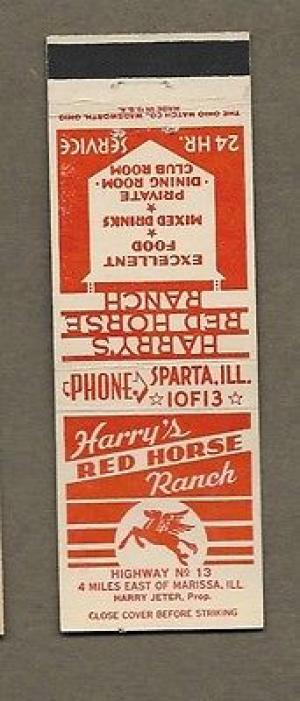 THE OHIO MATCH CO. WADSWORTH, OHIO
MADE IN U.S.A.
24 HR. SERVICE
EXCELLENT
FOOD
★
MIXED DRINKS
★
PRIVATE
· DINING ROOM ·
CLUB ROOM
HARRY'S
RED HORSE
RANCH
PHONE SPARTA, ILL.
☆ 10F13 ☆
Harry's
RED HORSE
Ranch
HIGHWAY No 13
4 MILES EAST OF MARISSA, ILL
HARRY JETER, Prop.
CLOSE COVER BEFORE STRIKING